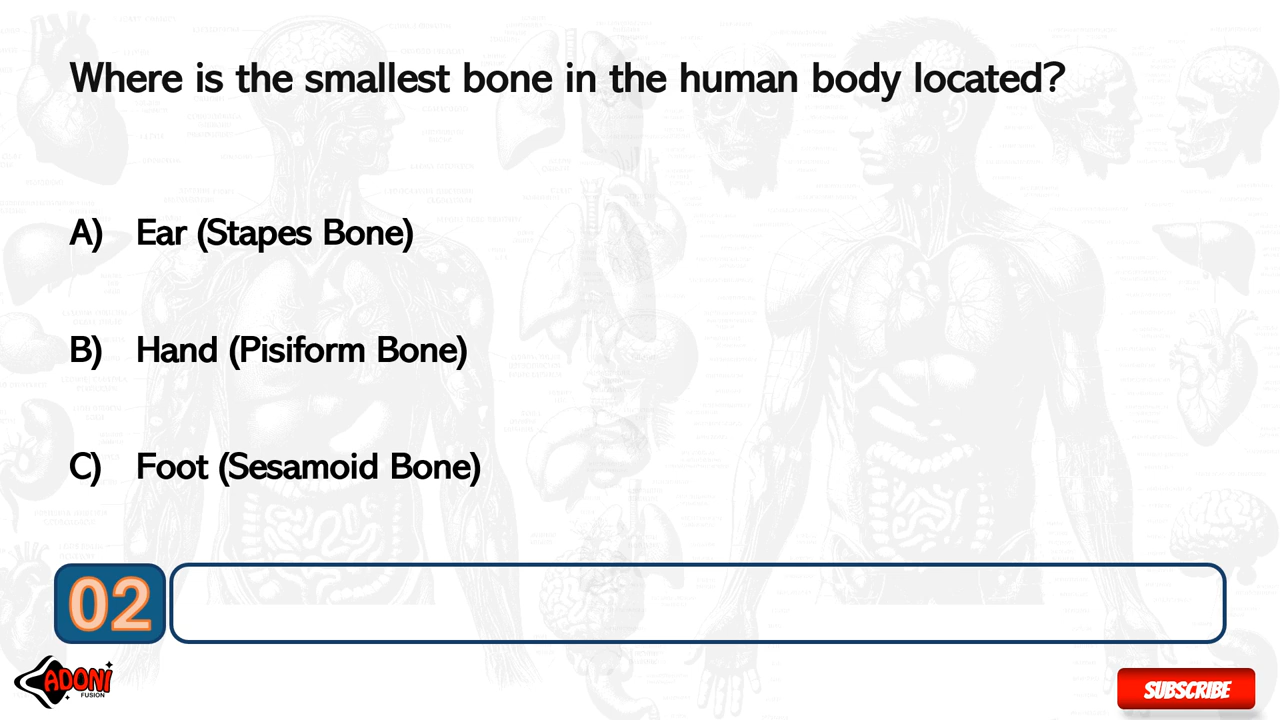 Where is the smallest bone in the human body located?
A) Ear (Stapes Bone)
B) Hand (Pisiform Bone)
C) Foot (Sesamoid Bone)
02
ADONI
FUSION
SUBSCRIBE